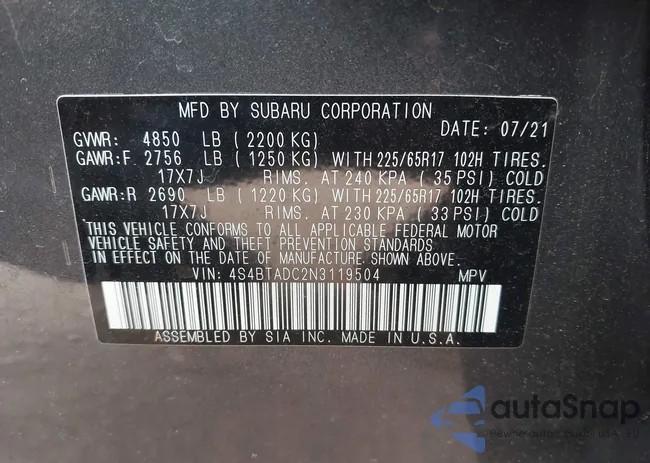 MFD BY SUBARU CORPORATION
DATE: 07/21
GVWR: 4850 LB ( 2200 KG)
GAWR:F 2756 LB ( 1250 KG) WITH 225/65R17 102H TIRES.
17X7J RIMS. AT 240 KPA ( 35 PSI) COLD
GAWR:R 2690 LB ( 1220 KG) WITH 225/65R17 102H TIRES.
17X7J RIMS. AT 230 KPA ( 33 PSI) COLD
THIS VEHICLE CONFORMS TO ALL APPLICABLE FEDERAL MOTOR
VEHICLE SAFETY AND THEFT PREVENTION STANDARDS
IN EFFECT ON THE DATE OF MANUFACTURE SHOWN ABOVE.
VIN: 4S4BTADC2N3119504 MPV
ASSEMBLED BY SIA INC. MADE IN U.S.A.
autoSnap